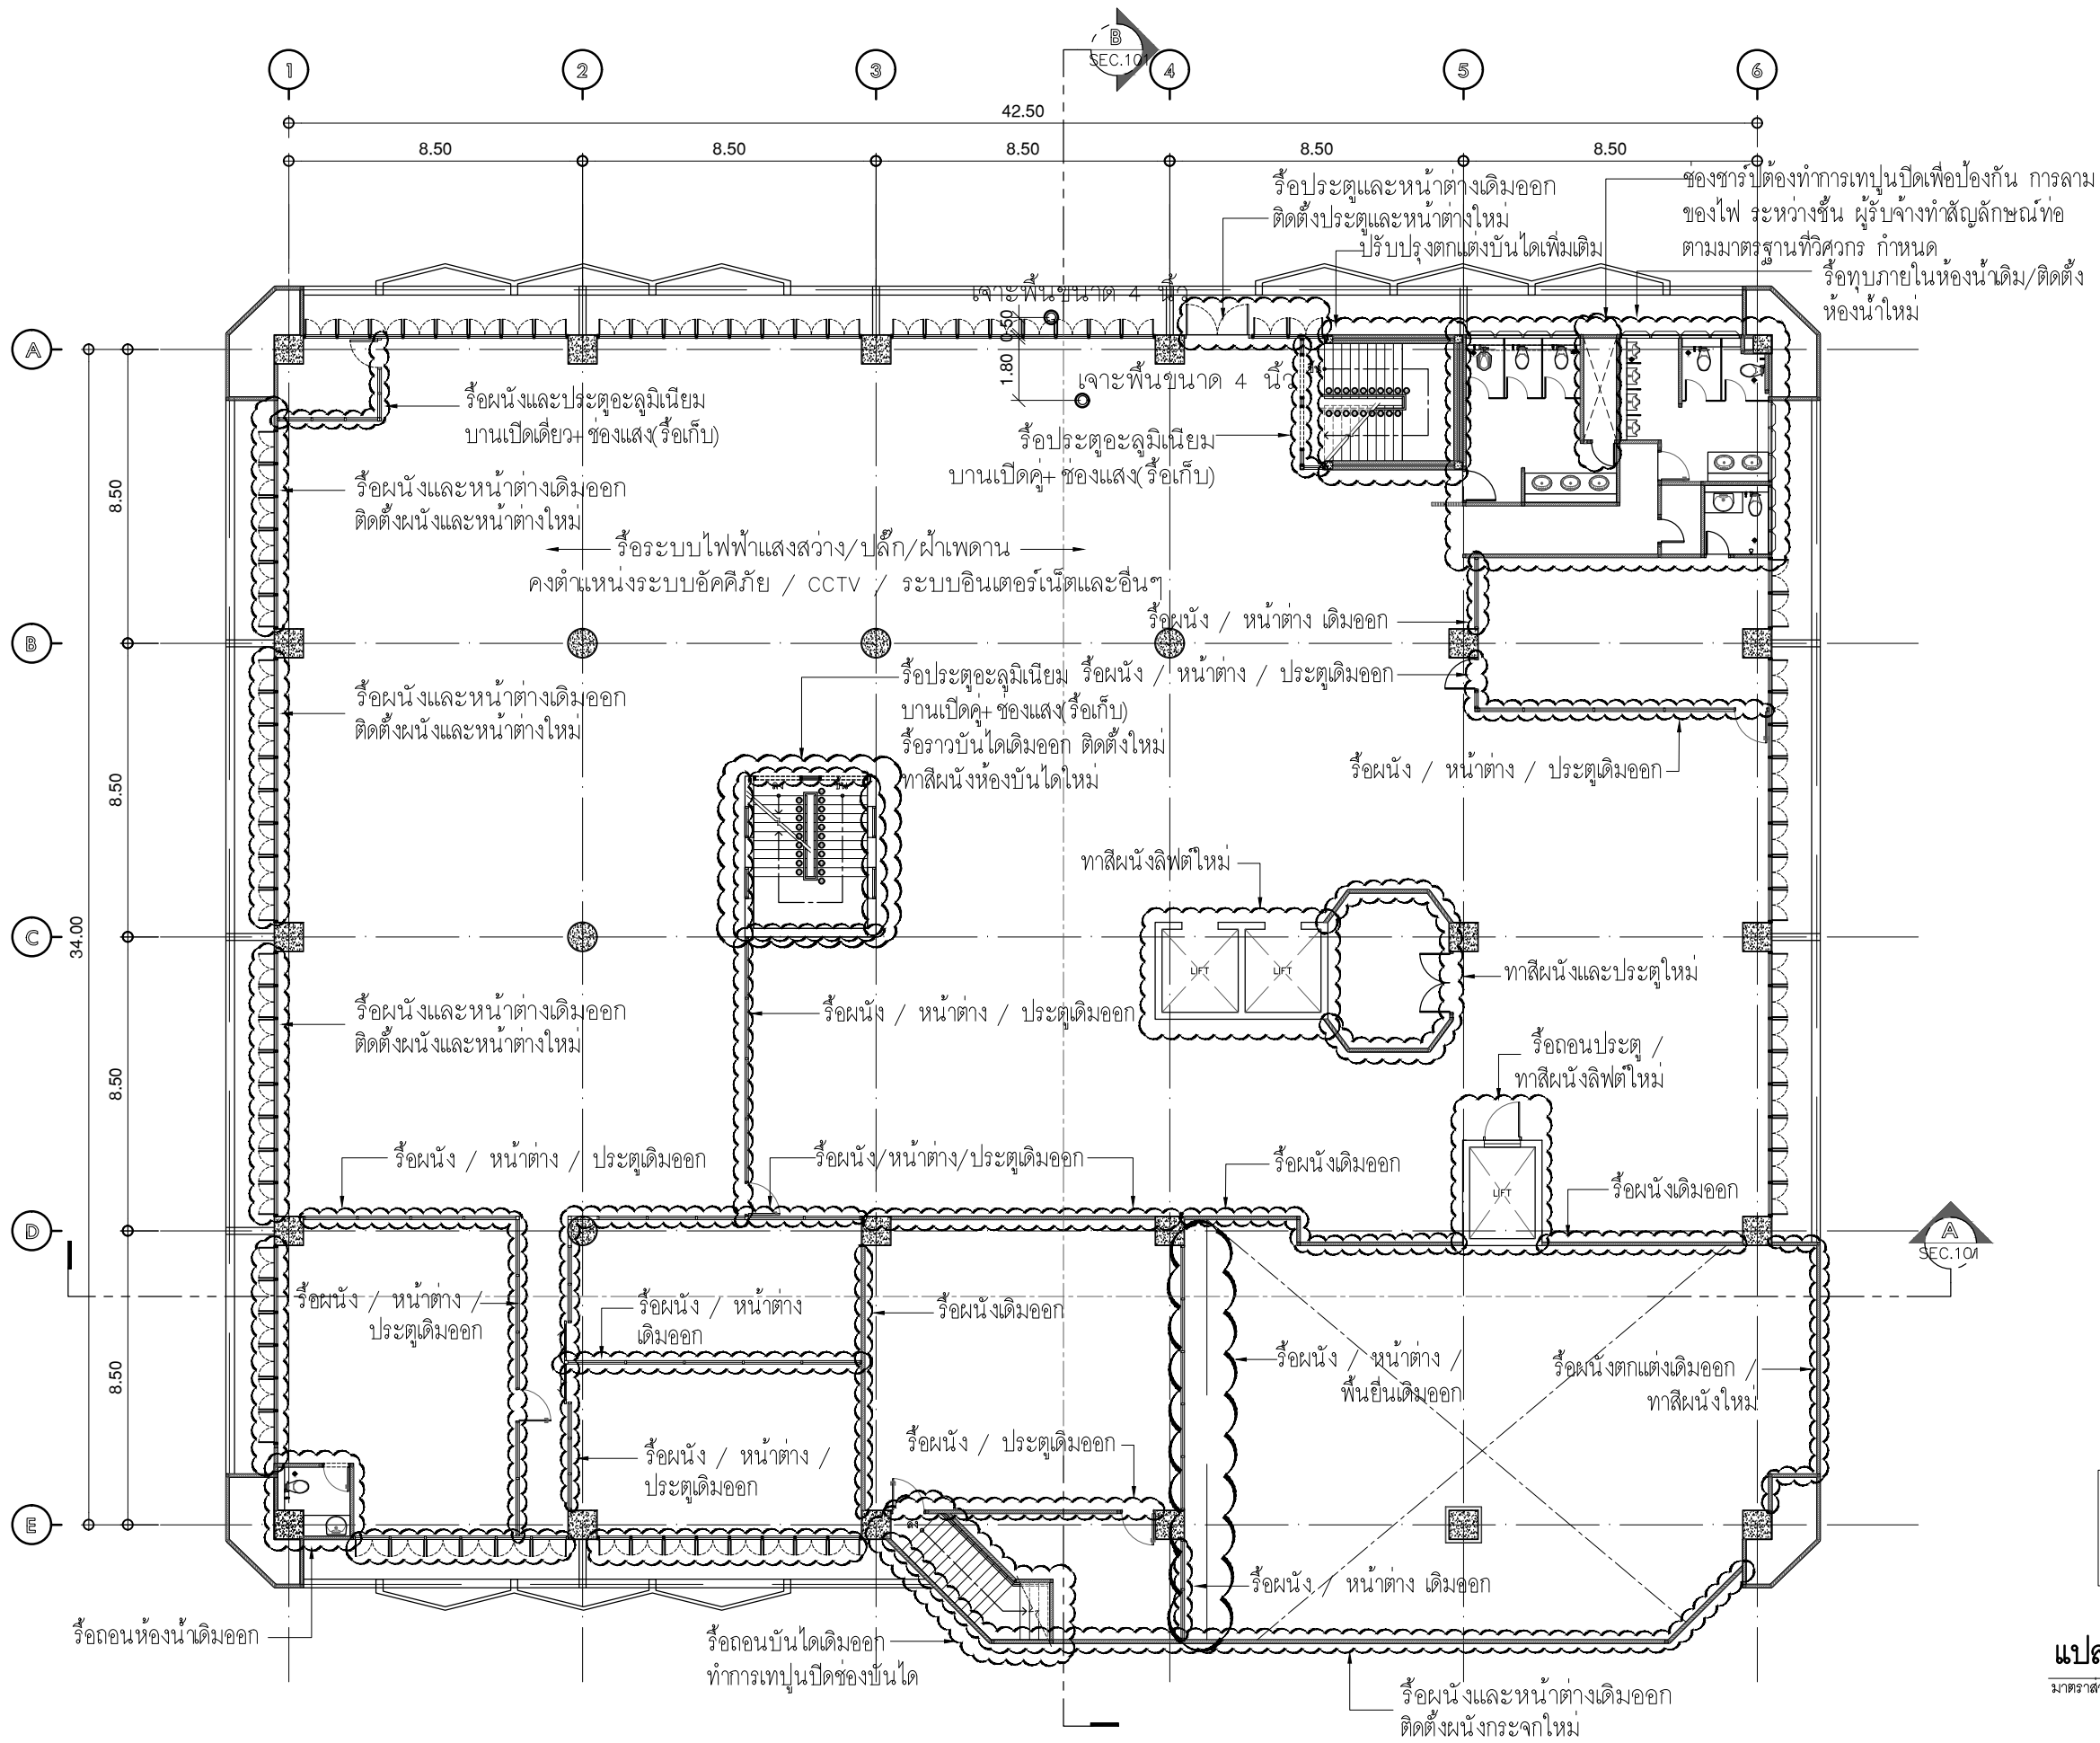 B
SEC.101
1
2
3
4
5
6
42.50
8.50
8.50
8.50
8.50
8.50
รื้อประตูและหน้าต่างเดิมออก
ติดตั้งประตูและหน้าต่างใหม่
ปรับปรุงตกแต่งบันไดเพิ่มเติม
ช่องชาร์ปต้องทำการเทปูนปิดเพื่อป้องกัน การลาม
ของไฟ ระหว่างชั้น ผู้รับจ้างทำสัญลักษณ์ท่อ
ตามมาตรฐานที่วิศวกร กำหนด
รื้อทุบภายในห้องน้ำเดิม/ติดตั้ง
ห้องน้ำใหม่
เจาะพื้นขนาด 4 นิ้ว
0.50
1.80
เจาะพื้นขนาด 4 นิ้ว
A
รื้อผนังและประตูอะลูมิเนียม
บานเปิดเดี่ยว+ ช่องแสง(รื้อเก็บ)
รื้อประตูอะลูมิเนียม
บานเปิดคู่+ ช่องแสง(รื้อเก็บ)
8.50
รื้อผนังและหน้าต่างเดิมออก
ติดตั้งผนังและหน้าต่างใหม่
รื้อระบบไฟฟ้าแสงสว่าง/ปลั๊ก/ฝ้าเพดาน
คงตำแหน่งระบบอัคคีภัย / CCTV / ระบบอินเตอร์เน็ตและอื่นๆ
B
รื้อผนัง / หน้าต่าง เดิมออก
รื้อผนัง / หน้าต่าง / ประตูเดิมออก
รื้อประตูอะลูมิเนียม
บานเปิดคู่+ ช่องแสง(รื้อเก็บ)
รื้อราวบันไดเดิมออก ติดตั้งใหม่
ทาสีผนังห้องบันไดใหม่
รื้อผนังและหน้าต่างเดิมออก
ติดตั้งผนังและหน้าต่างใหม่
8.50
รื้อผนัง / หน้าต่าง / ประตูเดิมออก
ทาสีผนังลิฟต์ใหม่
C
34.00
LIFT
LIFT
ทาสีผนังและประตูใหม่
รื้อผนังและหน้าต่างเดิมออก
ติดตั้งผนังและหน้าต่างใหม่
รื้อผนัง / หน้าต่าง / ประตูเดิมออก
รื้อถอนประตู /
ทาสีผนังลิฟต์ใหม่
8.50
รื้อผนัง / หน้าต่าง / ประตูเดิมออก
รื้อผนัง/หน้าต่าง/ประตูเดิมออก
รื้อผนังเดิมออก
LIFT
รื้อผนังเดิมออก
D
A
SEC.101
รื้อผนัง / หน้าต่าง /
ประตูเดิมออก
รื้อผนัง / หน้าต่าง
เดิมออก
รื้อผนังเดิมออก
รื้อผนัง / หน้าต่าง /
พื้นยื่นเดิมออก
รื้อผนังตกแต่งเดิมออก /
ทาสีผนังใหม่
8.50
รื้อผนัง / หน้าต่าง /
ประตูเดิมออก
รื้อผนัง / ประตูเดิมออก
E
รื้อผนัง / หน้าต่าง เดิมออก
รื้อถอนห้องน้ำเดิมออก
รื้อถอนบันไดเดิมออก
ทำการเทปูนปิดช่องบันได
รื้อผนังและหน้าต่างเดิมออก
ติดตั้งผนังกระจกใหม่